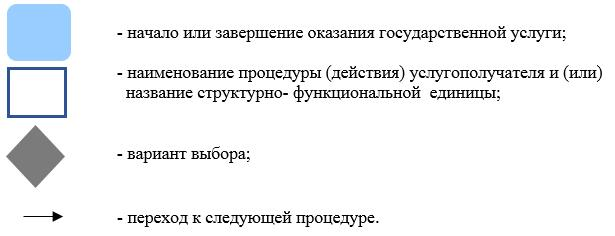 - начало или завершение оказания государственной услуги;
- наименование процедуры (действия) услугополучателя и (или)
название структурно- функциональной единицы;
- вариант выбора;
- переход к следующей процедуре.